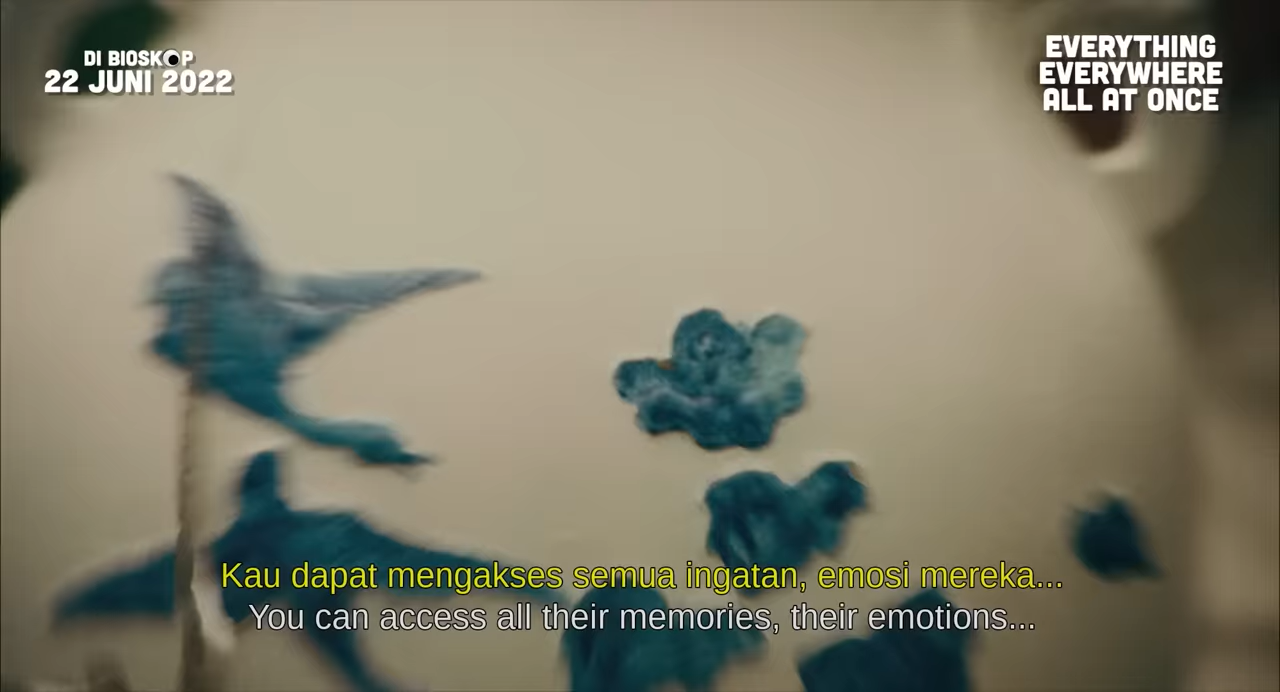 DI BIOSKOP
22 JUNI 2022
EVERYTHING
EVERYWHERE
ALL AT ONCE
Kau dapat mengakses semua ingatan, emosi mereka...
You can access all their memories, their emotions...